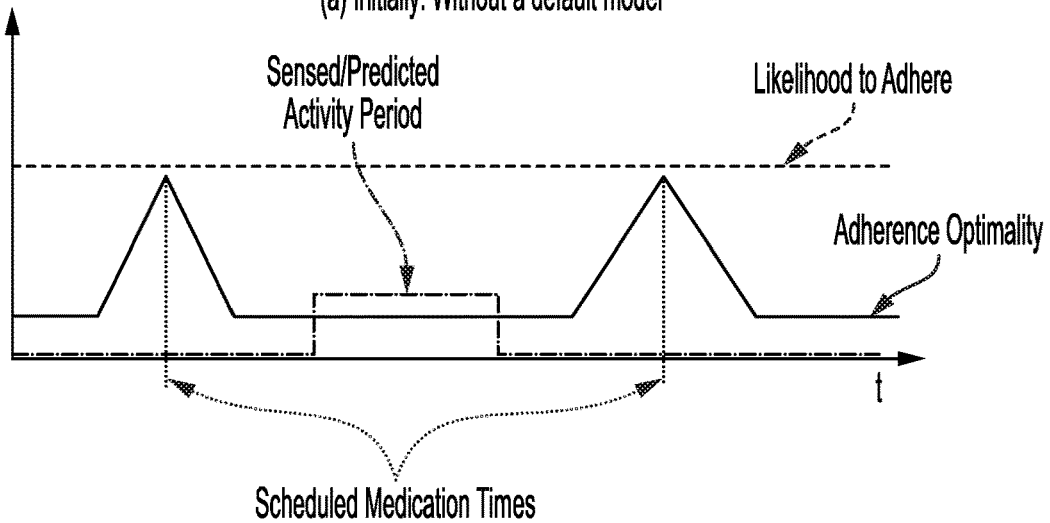 (a) Initially: Without a default model
Sensed/Predicted
Activity Period
Likelihood to Adhere
Adherence Optimality
t
Scheduled Medication Times